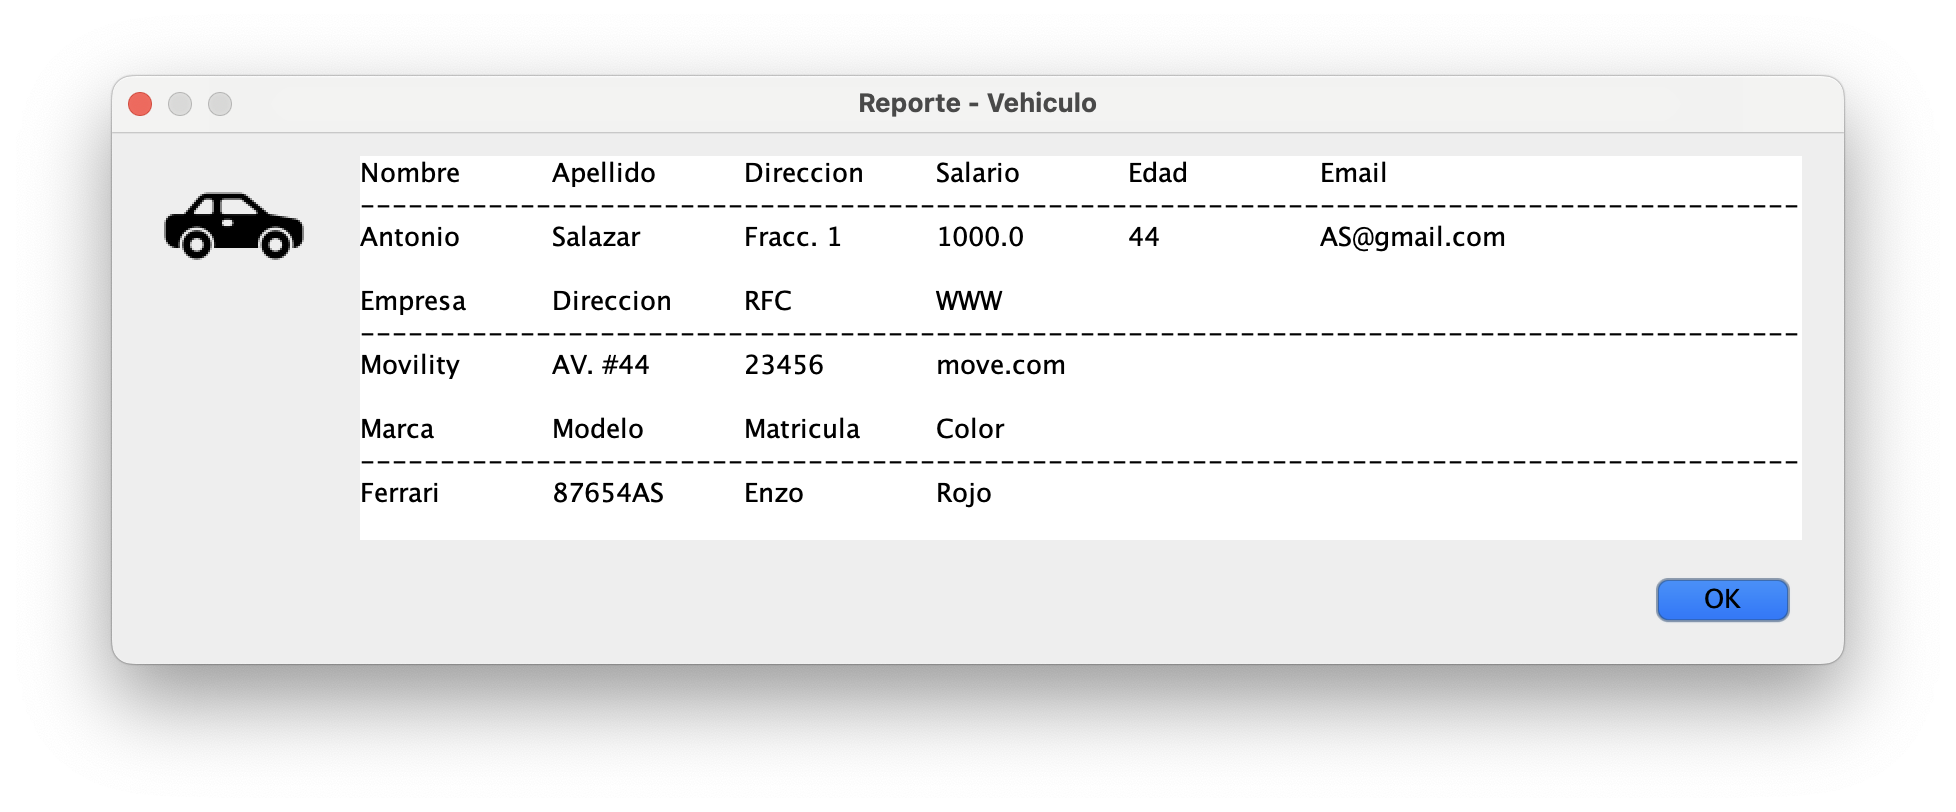 Reporte - Vehiculo
Nombre Apellido Direccion Salario Edad Email
------------------------------------------------------------------------------------------
Antonio Salazar Fracc. 1 1000.0 44 AS@gmail.com
Empresa Direccion RFC WWW
------------------------------------------------------------------------------------------
Movility AV. #44 23456 move.com
Marca Modelo Matricula Color
------------------------------------------------------------------------------------------
Ferrari 87654AS Enzo Rojo
OK